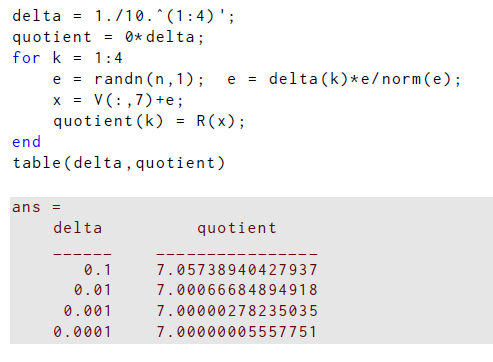 delta = 1./10.^(1:4)';
quotient = 0*delta;
for k = 1:4
e = randn(n,1); e = delta(k)*e/norm(e);
x = V(:,7)+e;
quotient(k) = R(x);
end
table(delta,quotient)
ans =
delta quotient
______ ________________
0.1 7.05738940427937
0.01 7.00066684894918
0.001 7.00000278235035
0.0001 7.00000005557751